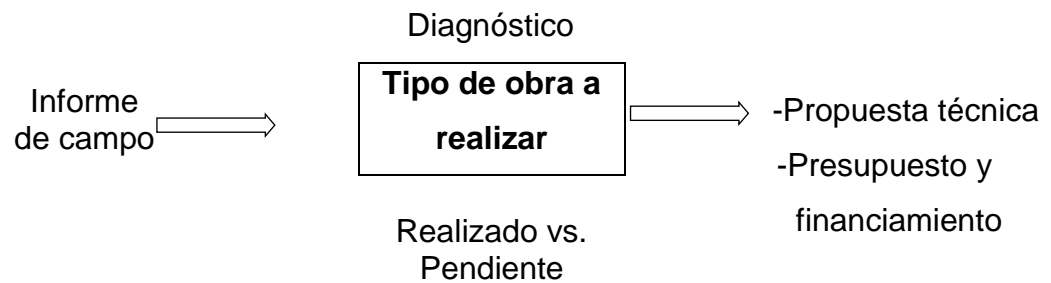 Diagnóstico
Informe
de campo
Tipo de obra a
realizar
-Propuesta técnica
-Presupuesto y
financiamiento
Realizado vs.
Pendiente